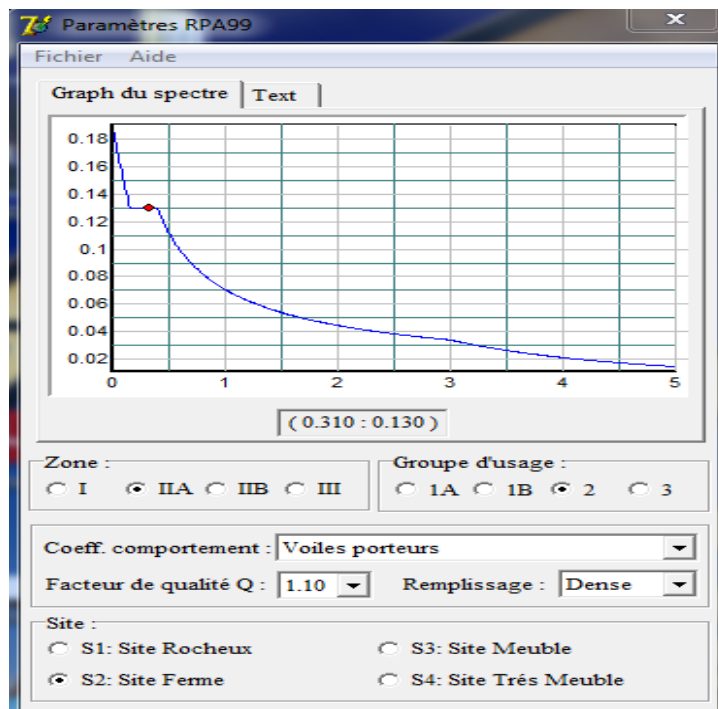 Paramètres RPA99
Fichier Aide
Graph du spectre Text
0.18
0.16
0.14
0.12
0.1
0.08
0.06
0.04
0.02
0 1 2 3 4 5
( 0.310 : 0.130 )
Zone : Groupe d'usage :
I IIA IIB III 1A 1B 2 3
Coeff. comportement : Voiles porteurs
Facteur de qualité Q : 1.10 Remplissage : Dense
Site :
S1: Site Rocheux S3: Site Meuble
S2: Site Ferme S4: Site Trés Meuble